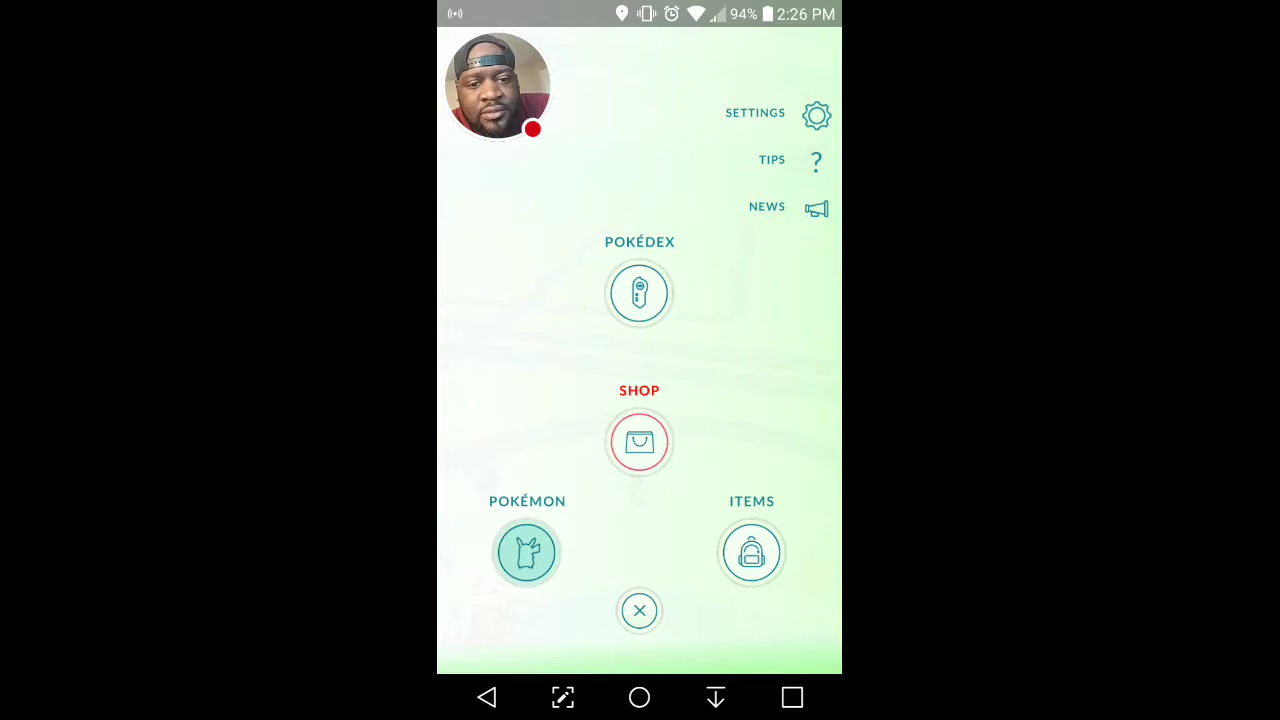 94% 2:26 PM
SETTINGS
TIPS ?
NEWS
POKÉDEX
SHOP
POKÉMON
ITEMS